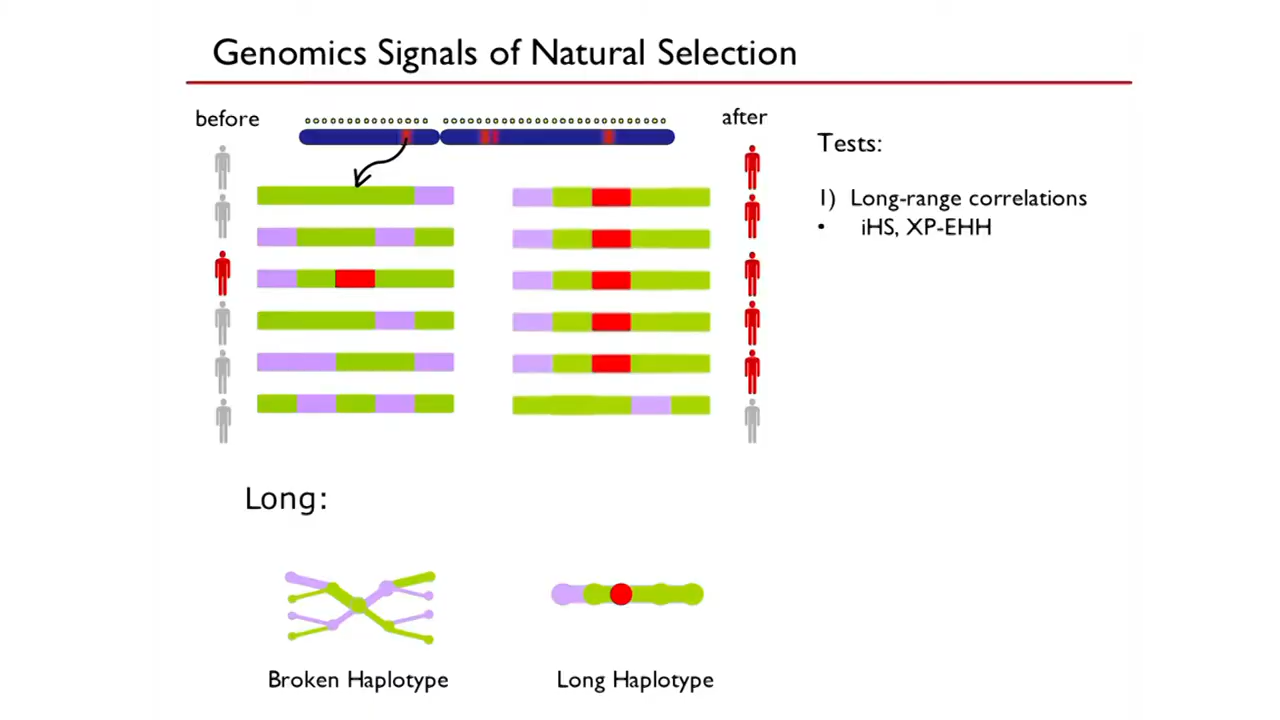 Genomics Signals of Natural Selection
before
after
Tests:
1) Long-range correlations
• iHS, XP-EHH
Long:
Broken Haplotype
Long Haplotype